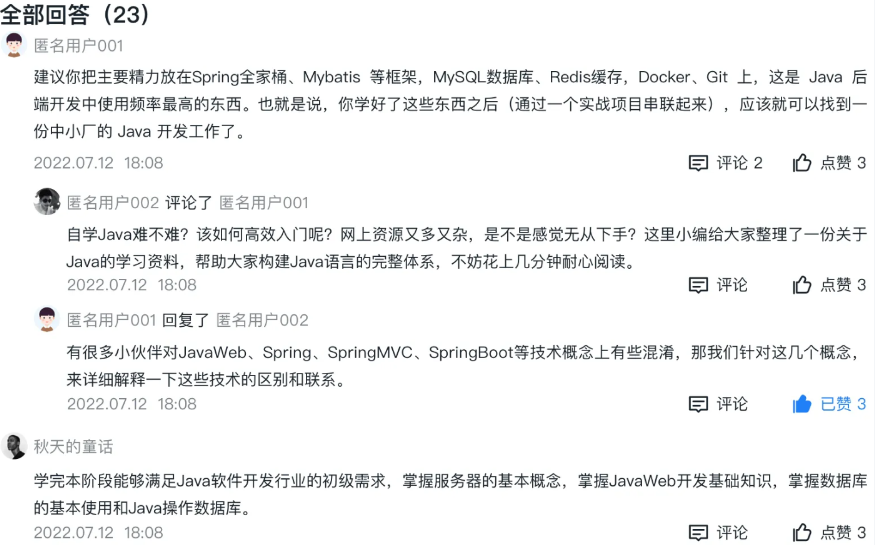 全部回答（23）
匿名用户001
建议你把主要精力放在Spring全家桶、Mybatis 等框架，MySQL数据库、Redis缓存，Docker、Git 上，这是 Java 后
端开发中使用频率最高的东西。也就是说，你学好了这些东西之后（通过一个实战项目串联起来），应该就可以找到一
份中小厂的 Java 开发工作了。
2022.07.12 18:08 评论 2 点赞 3
匿名用户002 评论了 匿名用户001
自学Java难不难？该如何高效入门呢？网上资源又多又杂，是不是感觉无从下手？这里小编给大家整理了一份关于
Java的学习资料，帮助大家构建Java语言的完整体系，不妨花上几分钟耐心阅读。
2022.07.12 18:08 评论 点赞 3
匿名用户001 回复了 匿名用户002
有很多小伙伴对JavaWeb、Spring、SpringMVC、SpringBoot等技术概念上有些混淆，那我们针对这几个概念，
来详细解释一下这些技术的区别和联系。
2022.07.12 18:08 评论 已赞 3
秋天的童话
学完本阶段能够满足Java软件开发行业的初级需求，掌握服务器的基本概念，掌握JavaWeb开发基础知识，掌握数据库
的基本使用和Java操作数据库。
2022.07.12 18:08 评论 点赞 3